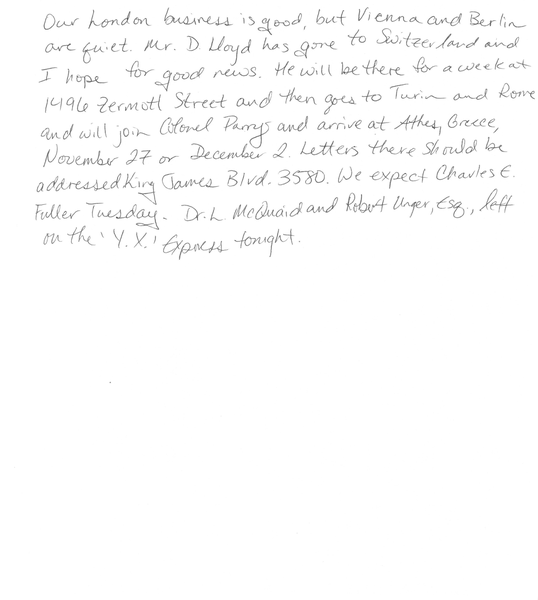 Our London business is good, but Vienna and Berlin
are quiet. Mr. D. Lloyd has gone to Switzerland and
I hope for good news. He will be there for a week at
1496 Zermott Street and then goes to Turin and Rome
and will join Colonel Parrys and arrive at Athes, Greece,
November 27 or December 2. Letters there should be
addressed King James Blvd. 3580. We expect Charles E.
Fuller Tuesday. Dr. L McQuaid and Robert Unger, Esq., left
on the 'Y.X.' Express tonight.